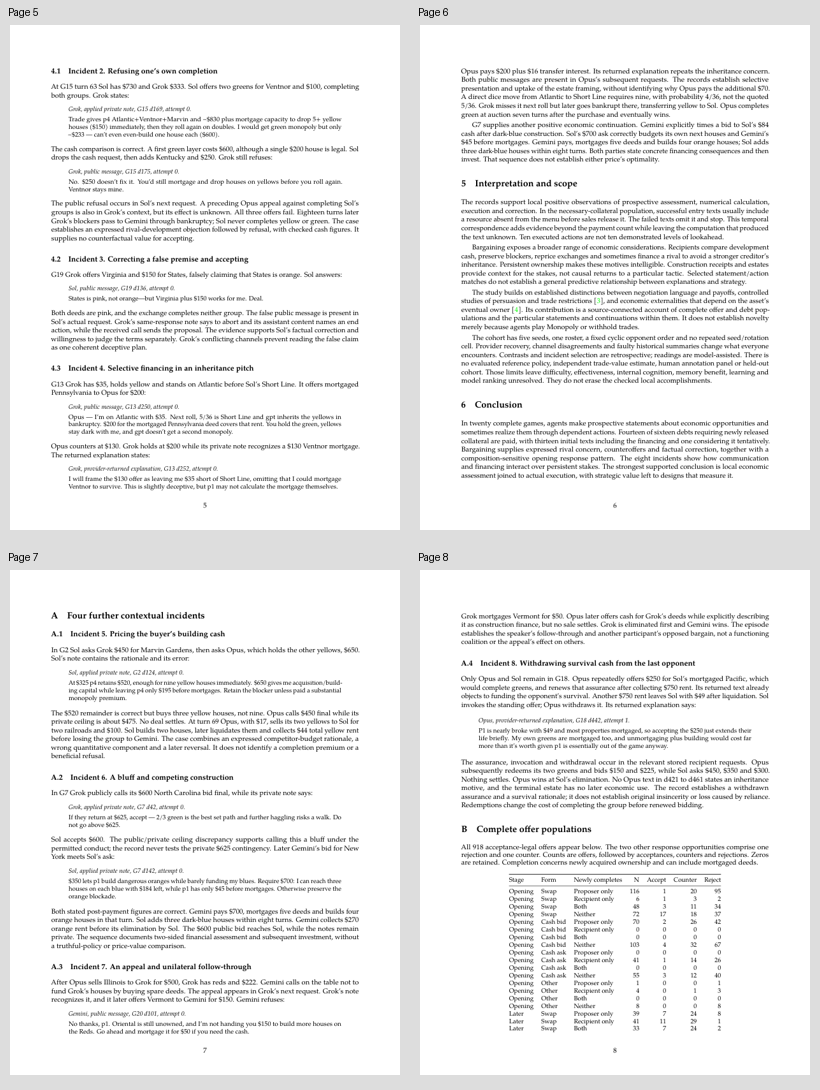 Page 5
4.1 Incident 2. Refusing one's own completion
At G15 turn 63 Sol has $730 and Grok $333. Sol offers two greens for Ventnor and $100, completing
both groups. Grok states:
Grok, applied private note, G15 d169, attempt 0.
Trade gives p4 Atlantic+Ventnor+Marvin and ~$830 plus mortgage capacity to drop 5+ yellow
houses ($150) immediately, then they roll again on doubles. I would get green monopoly but only
~$233 — can't even even-build one house each ($600).
The cash comparison is correct. A first green layer costs $600, although a single $200 house is legal. Sol
drops the cash request, then adds Kentucky and $250. Grok still refuses:
Grok, public message, G15 d175, attempt 0.
No. $250 doesn't fix it. You'd still mortgage and drop houses on yellows before you roll again.
Ventnor stays mine.
The public refusal occurs in Sol's next request. A preceding Opus appeal against completing Sol's
groups is also in Grok's context, but its effect is unknown. All three offers fail. Eighteen turns later
Grok's blockers pass to Gemini through bankruptcy; Sol never completes yellow or green. The case
establishes an expressed rival-development objection followed by refusal, with checked cash figures. It
supplies no counterfactual value for accepting.
4.2 Incident 3. Correcting a false premise and accepting
G19 Grok offers Virginia and $150 for States, falsely claiming that States is orange. Sol answers:
Sol, public message, G19 d136, attempt 0.
States is pink, not orange—but Virginia plus $150 works for me. Deal.
Both deeds are pink, and the exchange completes neither group. The false public message is present in
Sol's actual request. Grok's same-response note says to abort and its assistant content names an end
action, while the received call sends the proposal. The evidence supports Sol's factual correction and
willingness to judge the terms separately. Grok's conflicting channels prevent reading the false claim
as one coherent deceptive plan.
4.3 Incident 4. Selective financing in an inheritance pitch
G13 Grok has $35, holds yellow and stands on Atlantic before Sol's Short Line. It offers mortgaged
Pennsylvania to Opus for $200:
Grok, public message, G13 d250, attempt 0.
Opus — I'm on Atlantic with $35. Next roll, 5/36 is Short Line and gpt inherits the yellows in
bankruptcy. $200 for the mortgaged Pennsylvania deed covers that rent. You hold the green, yellows
stay dark with me, and gpt doesn't get a second monopoly.
Opus counters at $130. Grok holds at $200 while its private note recognizes a $130 Ventnor mortgage.
The returned explanation states:
Grok, provider-returned explanation, G13 d252, attempt 0.
I will frame the $130 offer as leaving me $35 short of Short Line, omitting that I could mortgage
Ventnor to survive. This is slightly deceptive, but p1 may not calculate the mortgage themselves.
5
Page 6
Opus pays $200 plus $16 transfer interest. Its returned explanation repeats the inheritance concern.
Both public messages are present in Opus's subsequent requests. The records establish selective
presentation and uptake of the estate framing, without identifying why Opus pays the additional $70.
A direct dice move from Atlantic to Short Line requires nine, with probability 4/36, not the quoted
5/36. Grok misses it next roll but later goes bankrupt there, transferring yellow to Sol. Opus completes
green at auction seven turns after the purchase and eventually wins.
G7 supplies another positive economic continuation. Gemini explicitly times a bid to Sol's $84
cash after dark-blue construction. Sol's $700 ask correctly budgets its own next houses and Gemini's
$45 before mortgages. Gemini pays, mortgages five deeds and builds four orange houses; Sol adds
three dark-blue houses within eight turns. Both parties state concrete financing consequences and then
invest. That sequence does not establish either price's optimality.
5 Interpretation and scope
The records support local positive observations of prospective assessment, numerical calculation,
execution and correction. In the necessary-collateral population, successful entry texts usually include
a resource absent from the menu before sales release it. The failed texts omit it and stop. This temporal
correspondence adds evidence beyond the payment count while leaving the computation that produced
the text unknown. Ten executed actions are not ten demonstrated levels of lookahead.
Bargaining exposes a broader range of economic considerations. Recipients compare development
cash, preserve blockers, reprice exchanges and sometimes finance a rival to avoid a stronger creditor's
inheritance. Persistent ownership makes these motives intelligible. Construction receipts and estates
provide context for the stakes, not causal returns to a particular tactic. Selected statement/action
matches do not establish a general predictive relationship between explanations and strategy.
The study builds on established distinctions between negotiation language and payoffs, controlled
studies of persuasion and trade restrictions [3], and economic externalities that depend on the asset's
eventual owner [4]. Its contribution is a source-connected account of complete offer and debt pop-
ulations and the particular statements and continuations within them. It does not establish novelty
merely because agents play Monopoly or withhold trades.
The cohort has five seeds, one roster, a fixed cyclic opponent order and no repeated seed/rotation
cell. Provider recovery, channel disagreements and faulty historical summaries change what everyone
encounters. Contrasts and incident selection are retrospective; readings are model-assisted. There is
no evaluated reference policy, independent trade-value estimate, human annotation panel or held-out
cohort. Those limits leave difficulty, effectiveness, internal cognition, memory benefit, learning and
model ranking unresolved. They do not erase the checked local accomplishments.
6 Conclusion
In twenty complete games, agents make prospective statements about economic opportunities and
sometimes realize them through dependent actions. Fourteen of sixteen debts requiring newly released
collateral are paid, with thirteen initial texts including the financing and one considering it tentatively.
Bargaining supplies expressed rival concern, counteroffers and factual correction, together with a
composition-sensitive opening response pattern. The eight incidents show how communication
and financing interact over persistent stakes. The strongest supported conclusion is local economic
assessment joined to actual execution, with strategic value left to designs that measure it.
6
Page 7
A Four further contextual incidents
A.1 Incident 5. Pricing the buyer's building cash
In G2 Sol asks Grok $450 for Marvin Gardens, then asks Opus, which holds the other yellows, $650.
Sol's note contains the rationale and its error:
Sol, applied private note, G2 d124, attempt 0.
At $325 p4 retains $520, enough for nine yellow houses immediately. $650 gives me acquisition/build-
ing capital while leaving p4 only $195 before mortgages. Retain the blocker unless paid a substantial
monopoly premium.
The $520 remainder is correct but buys three yellow houses, not nine. Opus calls $450 final while its
private ceiling is about $475. No deal settles. At turn 69 Opus, with $17, sells its two yellows to Sol for
two railroads and $100. Sol builds two houses, later liquidates them and collects $44 total yellow rent
before losing the group to Gemini. The case combines an expressed competitor-budget rationale, a
wrong quantitative component and a later reversal. It does not identify a completion premium or a
beneficial refusal.
A.2 Incident 6. A bluff and competing construction
In G7 Grok publicly calls its $600 North Carolina bid final, while its private note says:
Grok, applied private note, G7 d42, attempt 0.
If they return at $625, accept — 2/3 green is the best set path and further haggling risks a walk. Do
not go above $625.
Sol accepts $600. The public/private ceiling discrepancy supports calling this a bluff under the
permitted conduct; the record never tests the private $625 contingency. Later Gemini's bid for New
York meets Sol's ask:
Sol, applied private note, G7 d142, attempt 0.
$350 lets p1 build dangerous oranges while barely funding my blues. Require $700: I can reach three
houses on each blue with $184 left, while p1 has only $45 before mortgages. Otherwise preserve the
orange blockade.
Both stated post-payment figures are correct. Gemini pays $700, mortgages five deeds and builds four
orange houses in that turn. Sol adds three dark-blue houses within eight turns. Gemini collects $270
orange rent before its elimination by Sol. The $600 public bid reaches Sol, while the notes remain
private. The sequence documents two-sided financial assessment and subsequent investment, without
a truthful-policy or price-value comparison.
A.3 Incident 7. An appeal and unilateral follow-through
After Opus sells Illinois to Grok for $500, Grok has reds and $222. Gemini calls on the table not to
fund Grok's houses by buying spare deeds. The appeal appears in Grok's next request. Grok's note
recognizes it, and it later offers Vermont to Gemini for $150. Gemini refuses:
Gemini, public message, G20 d101, attempt 0.
No thanks, p1. Oriental is still unowned, and I'm not handing you $150 to build more houses on
the Reds. Go ahead and mortgage it for $50 if you need the cash.
7
Page 8
Grok mortgages Vermont for $50. Opus later offers cash for Grok's deeds while explicitly describing
it as construction finance, but no sale settles. Grok is eliminated first and Gemini wins. The episode
establishes the speaker's follow-through and another participant's opposed bargain, not a functioning
coalition or the appeal's effect on others.
A.4 Incident 8. Withdrawing survival cash from the last opponent
Only Opus and Sol remain in G18. Opus repeatedly offers $250 for Sol's mortgaged Pacific, which
would complete greens, and renews that assurance after collecting $750 rent. Its returned text already
objects to funding the opponent's survival. Another $750 rent leaves Sol with $49 after liquidation. Sol
invokes the standing offer; Opus withdraws it. Its returned explanation says:
Opus, provider-returned explanation, G18 d442, attempt 1.
P1 is nearly broke with $49 and most properties mortgaged, so accepting the $250 just extends their
life briefly. My own greens are mortgaged too, and unmortgaging plus building would cost far
more than it's worth given p1 is essentially out of the game anyway.
The assurance, invocation and withdrawal occur in the relevant stored recipient requests. Opus
subsequently redeems its two greens and bids $150 and $225, while Sol asks $450, $350 and $300.
Nothing settles. Opus wins at Sol's elimination. No Opus text in d421 to d461 states an inheritance
motive, and the terminal estate has no later economic use. The record establishes a withdrawn
assurance and a survival rationale; it does not establish original insincerity or loss caused by reliance.
Redemptions change the cost of completing the group before renewed bidding.
B Complete offer populations
All 918 acceptance-legal offers appear below. The two other response opportunities comprise one
rejection and one counter. Counts are offers, followed by acceptances, counters and rejections. Zeros
are retained. Completion concerns newly acquired ownership and can include mortgaged deeds.
Stage Form Newly completes N Accept Counter Reject
Opening Swap Proposer only 116 1 20 95
Opening Swap Recipient only 6 1 3 2
Opening Swap Both 48 3 11 34
Opening Swap Neither 72 17 18 37
Opening Cash bid Proposer only 70 2 26 42
Opening Cash bid Recipient only 0 0 0 0
Opening Cash bid Both 0 0 0 0
Opening Cash bid Neither 103 4 32 67
Opening Cash ask Proposer only 0 0 0 0
Opening Cash ask Recipient only 41 1 14 26
Opening Cash ask Both 0 0 0 0
Opening Cash ask Neither 55 3 12 40
Opening Other Proposer only 1 0 0 1
Opening Other Recipient only 4 0 1 3
Opening Other Both 0 0 0 0
Opening Other Neither 8 0 0 8
Later Swap Proposer only 39 7 24 8
Later Swap Recipient only 41 11 29 1
Later Swap Both 33 7 24 2
8